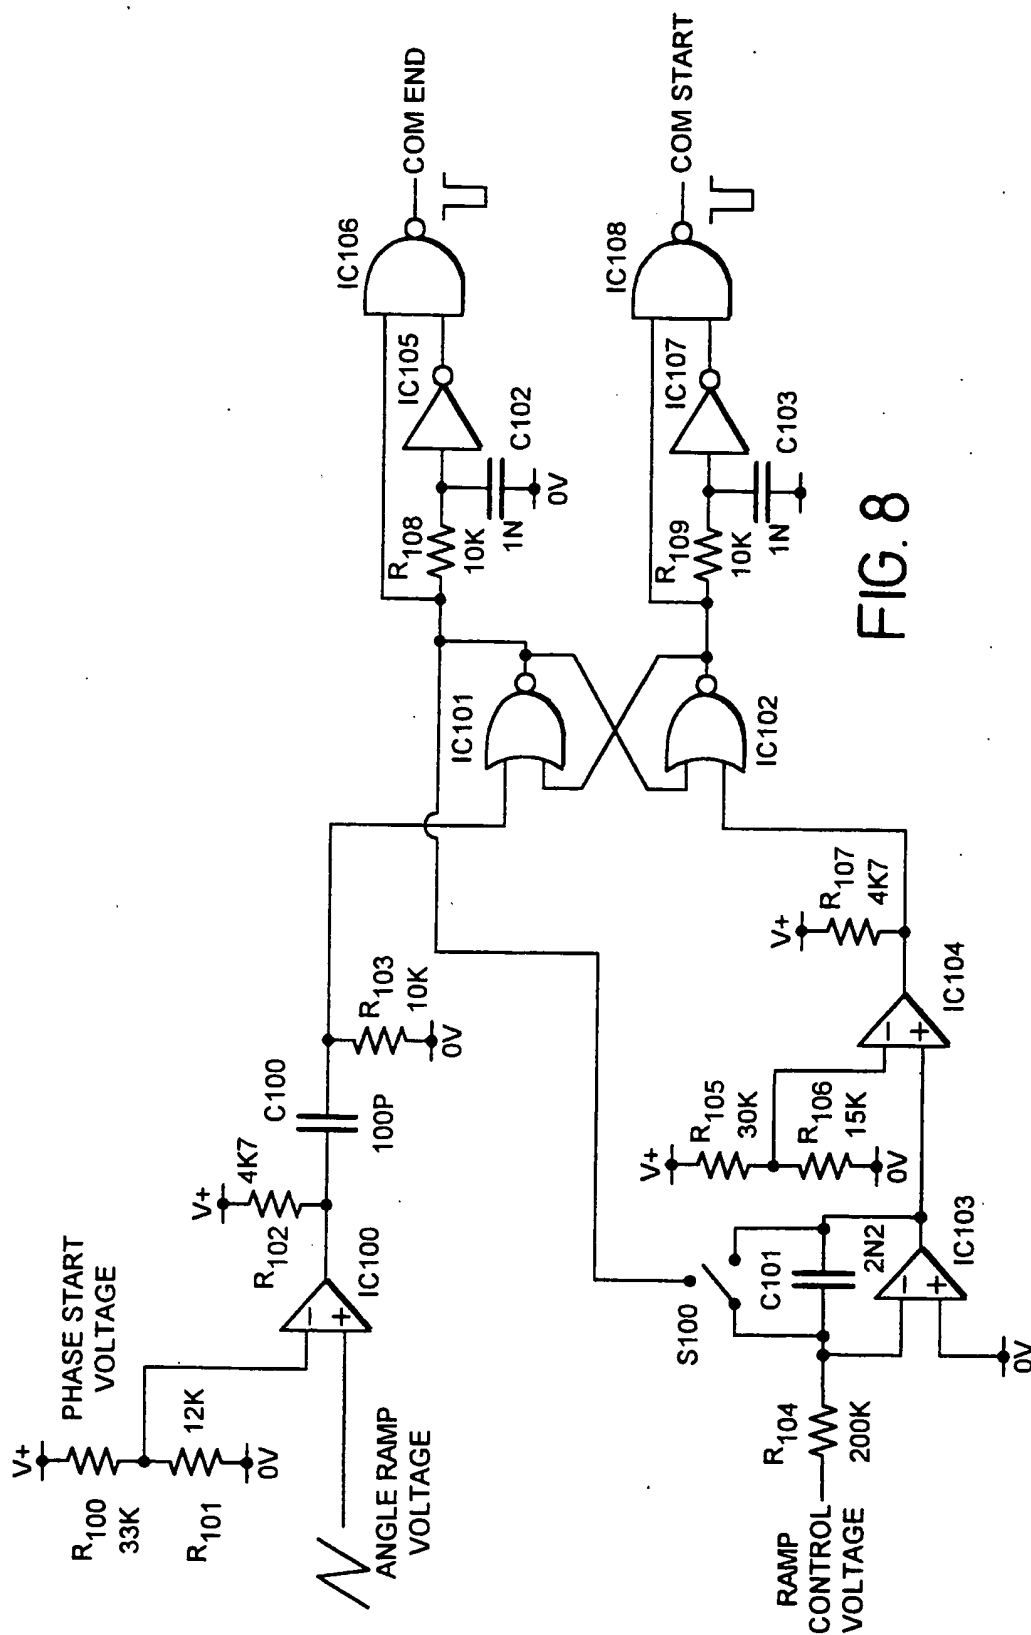 V+
PHASE START
VOLTAGE
R100
33K
R101
12K
0V
ANGLE RAMP
VOLTAGE
V+
R102
4K7
IC100
C100
100P
R103
10K
0V
IC101
IC102
R108
10K
C102
1N
0V
IC105
IC106
COM END
R109
10K
C103
1N
IC107
IC108
COM START
RAMP
CONTROL
VOLTAGE
R104
200K
S100
C101
2N2
IC103
0V
V+
R105
30K
R106
15K
0V
IC104
V+
R107
4K7
−
+
−
+
−
+
FIG. 8